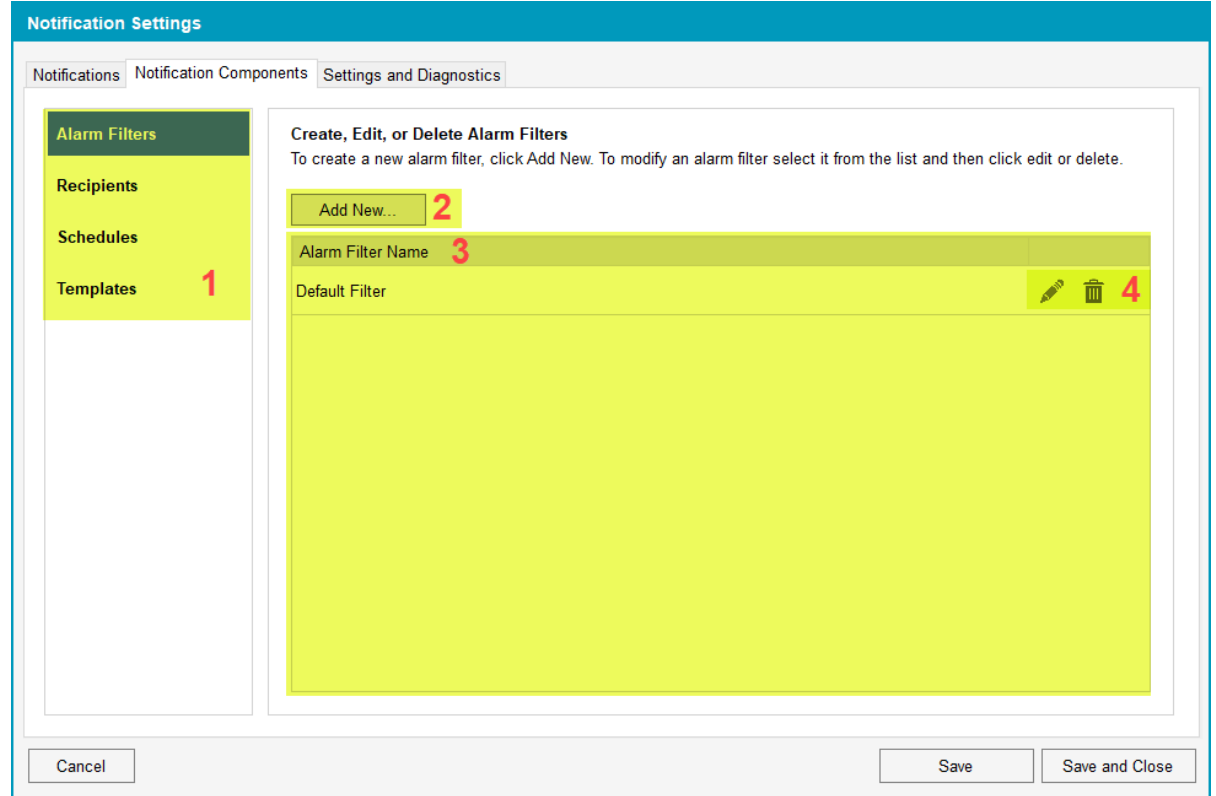 Notification Settings
Notifications Notification Components Settings and Diagnostics
Alarm Filters
Recipients
Schedules
Templates
1
Create, Edit, or Delete Alarm Filters
To create a new alarm filter, click Add New. To modify an alarm filter select it from the list and then click edit or delete.
Add New... 2
Alarm Filter Name 3
Default Filter 4
Cancel Save Save and Close